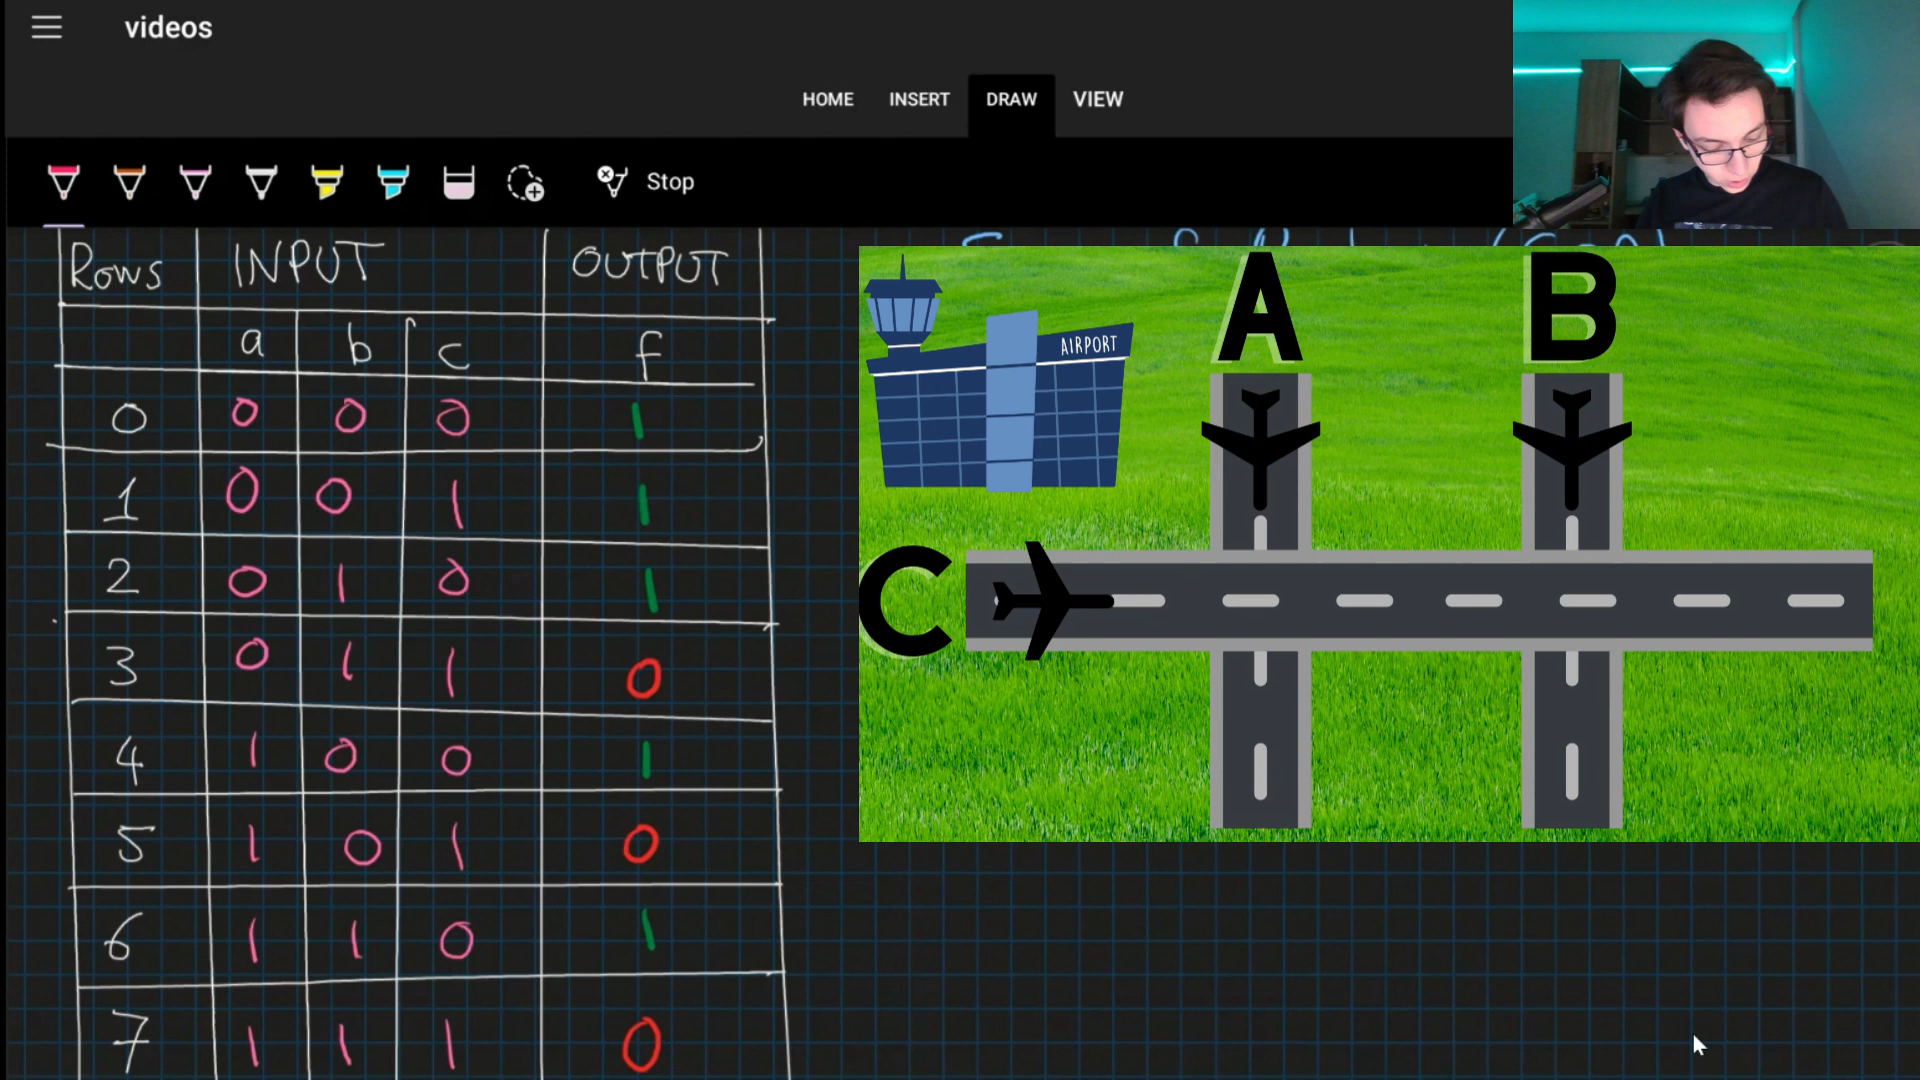 videos
HOME INSERT DRAW VIEW
Stop
ROWS INPUT OUTPUT
a b c f
0 0 0 0 1
1 0 0 1 1
2 0 1 0 1
3 0 1 1 0
4 1 0 0 1
5 1 0 1 0
6 1 1 0 1
7 1 1 1 0
A B
AIRPORT
C